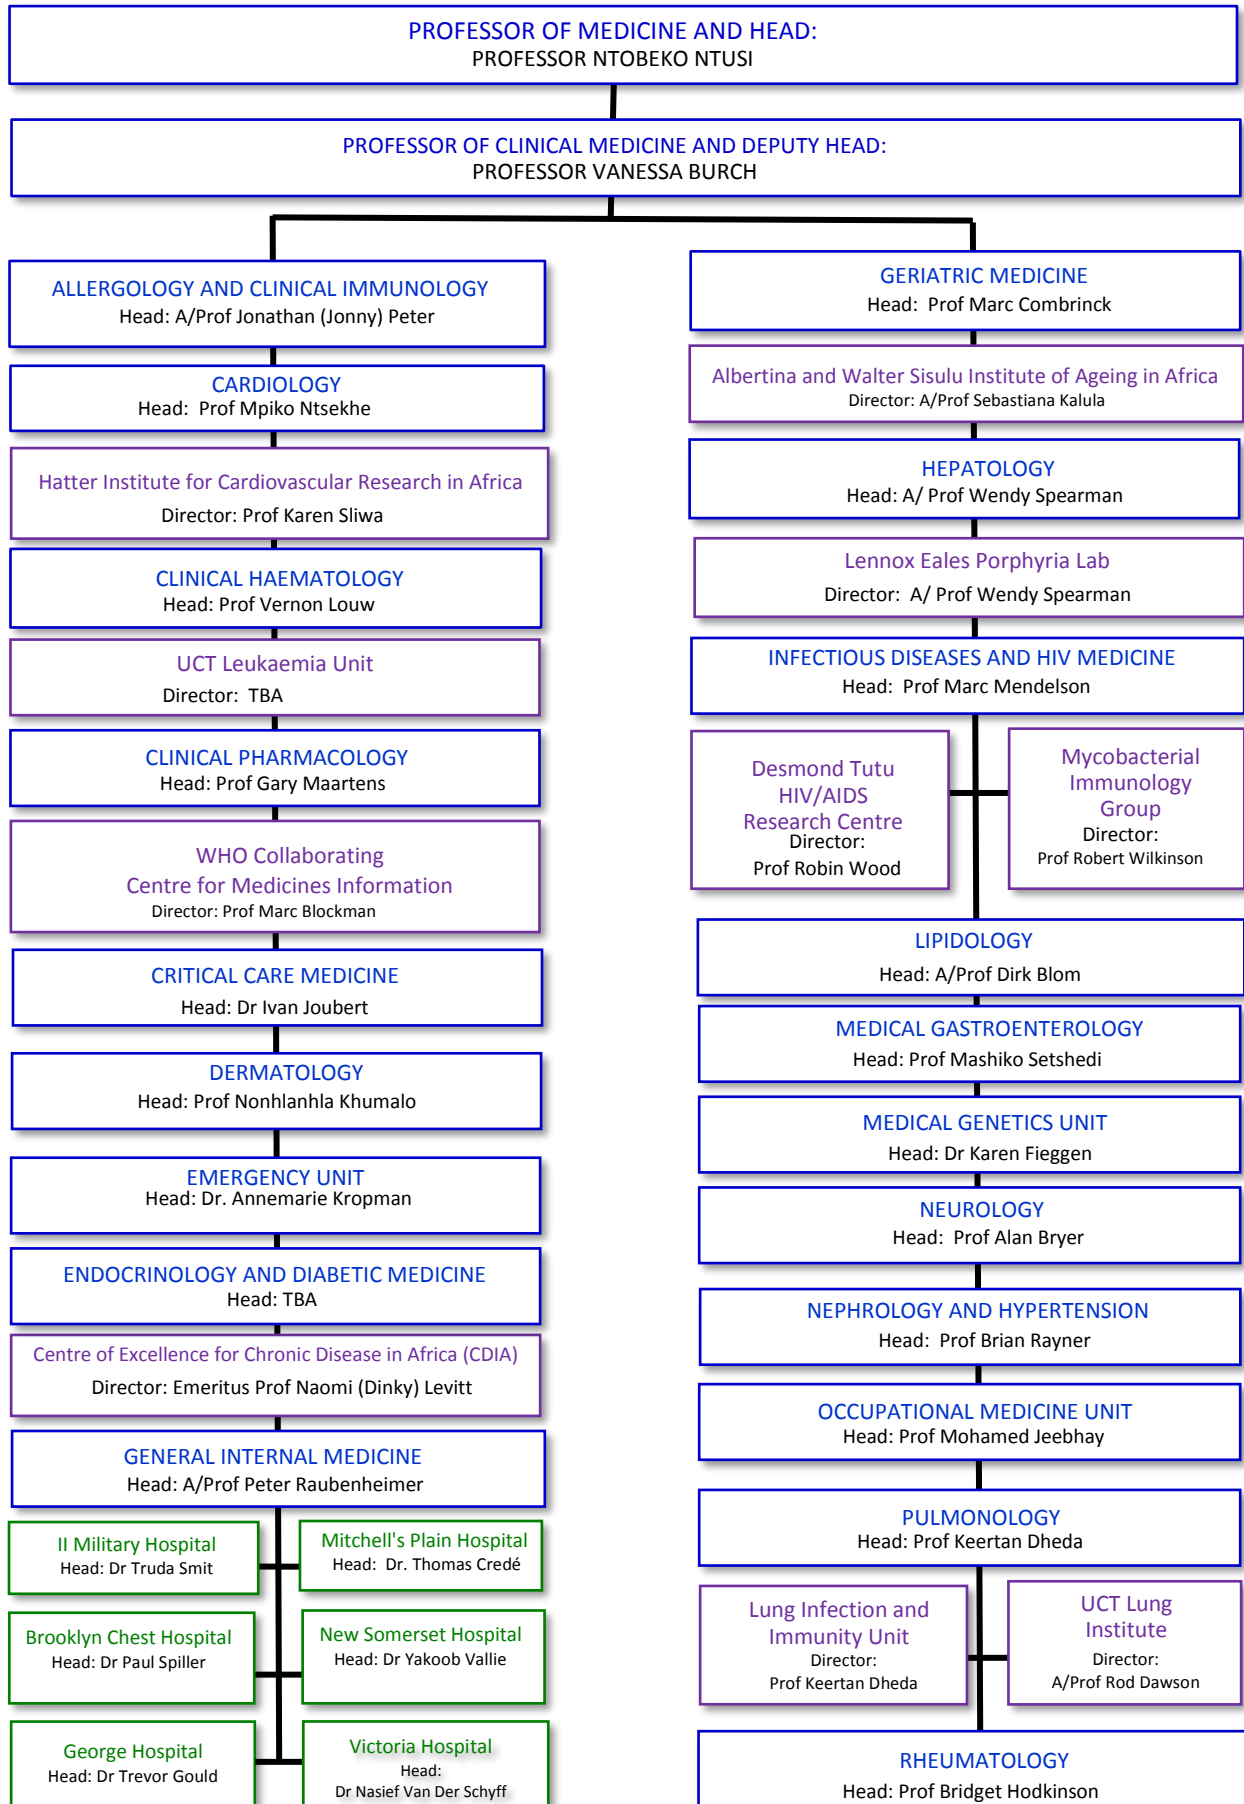 PROFESSOR OF MEDICINE AND HEAD:
PROFESSOR NTOBEKO NTUSI
PROFESSOR OF CLINICAL MEDICINE AND DEPUTY HEAD:
PROFESSOR VANESSA BURCH
ALLERGOLOGY AND CLINICAL IMMUNOLOGY
Head: A/Prof Jonathan (Jonny) Peter
CARDIOLOGY
Head: Prof Mpiko Ntsekhe
Hatter Institute for Cardiovascular Research in Africa
Director: Prof Karen Sliwa
CLINICAL HAEMATOLOGY
Head: Prof Vernon Louw
UCT Leukaemia Unit
Director: TBA
CLINICAL PHARMACOLOGY
Head: Prof Gary Maartens
WHO Collaborating
Centre for Medicines Information
Director: Prof Marc Blockman
CRITICAL CARE MEDICINE
Head: Dr Ivan Joubert
DERMATOLOGY
Head: Prof Nonhlanhla Khumalo
EMERGENCY UNIT
Head: Dr. Annemarie Kropman
ENDOCRINOLOGY AND DIABETIC MEDICINE
Head: TBA
Centre of Excellence for Chronic Disease in Africa (CDIA)
Director: Emeritus Prof Naomi (Dinky) Levitt
GENERAL INTERNAL MEDICINE
Head: A/Prof Peter Raubenheimer
II Military Hospital
Head: Dr Truda Smit
Mitchell's Plain Hospital
Head: Dr. Thomas Credé
Brooklyn Chest Hospital
Head: Dr Paul Spiller
New Somerset Hospital
Head: Dr Yakoob Vallie
George Hospital
Head: Dr Trevor Gould
Victoria Hospital
Head:
Dr Nasief Van Der Schyff
GERIATRIC MEDICINE
Head: Prof Marc Combrinck
Albertina and Walter Sisulu Institute of Ageing in Africa
Director: A/Prof Sebastiana Kalula
HEPATOLOGY
Head: A/ Prof Wendy Spearman
Lennox Eales Porphyria Lab
Director: A/ Prof Wendy Spearman
INFECTIOUS DISEASES AND HIV MEDICINE
Head: Prof Marc Mendelson
Desmond Tutu
HIV/AIDS
Research Centre
Director:
Prof Robin Wood
Mycobacterial
Immunology
Group
Director:
Prof Robert Wilkinson
LIPIDOLOGY
Head: A/Prof Dirk Blom
MEDICAL GASTROENTEROLOGY
Head: Prof Mashiko Setshedi
MEDICAL GENETICS UNIT
Head: Dr Karen Fieggen
NEUROLOGY
Head: Prof Alan Bryer
NEPHROLOGY AND HYPERTENSION
Head: Prof Brian Rayner
OCCUPATIONAL MEDICINE UNIT
Head: Prof Mohamed Jeebhay
PULMONOLOGY
Head: Prof Keertan Dheda
Lung Infection and
Immunity Unit
Director:
Prof Keertan Dheda
UCT Lung
Institute
Director:
A/Prof Rod Dawson
RHEUMATOLOGY
Head: Prof Bridget Hodkinson